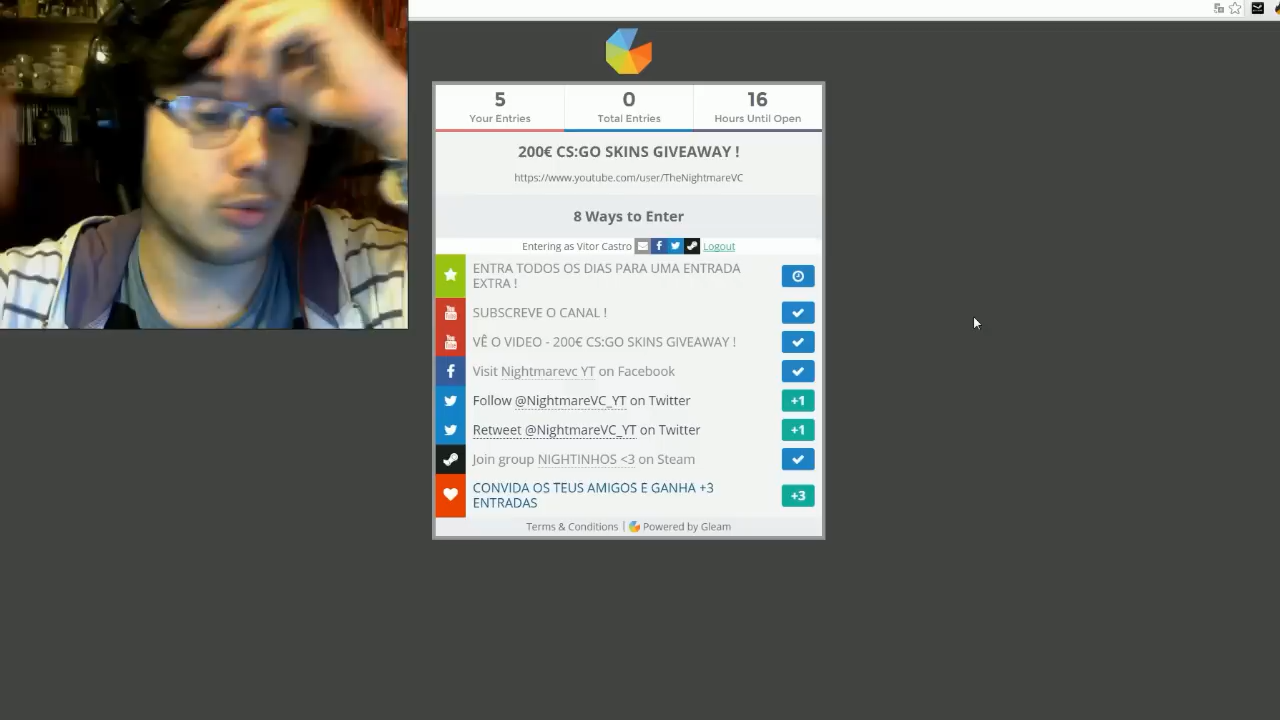 5
Your Entries
0
Total Entries
16
Hours Until Open
200€ CS:GO SKINS GIVEAWAY !
https://www.youtube.com/user/TheNightmareVC
8 Ways to Enter
Entering as Vitor Castro Logout
ENTRA TODOS OS DIAS PARA UMA ENTRADA
EXTRA !
SUBSCREVE O CANAL !
VÊ O VIDEO - 200€ CS:GO SKINS GIVEAWAY !
Visit Nightmarevc YT on Facebook
Follow @NightmareVC_YT on Twitter +1
Retweet @NightmareVC_YT on Twitter +1
Join group NIGHTINHOS <3 on Steam
CONVIDA OS TEUS AMIGOS E GANHA +3
ENTRADAS
+3
Terms & Conditions | Powered by Gleam